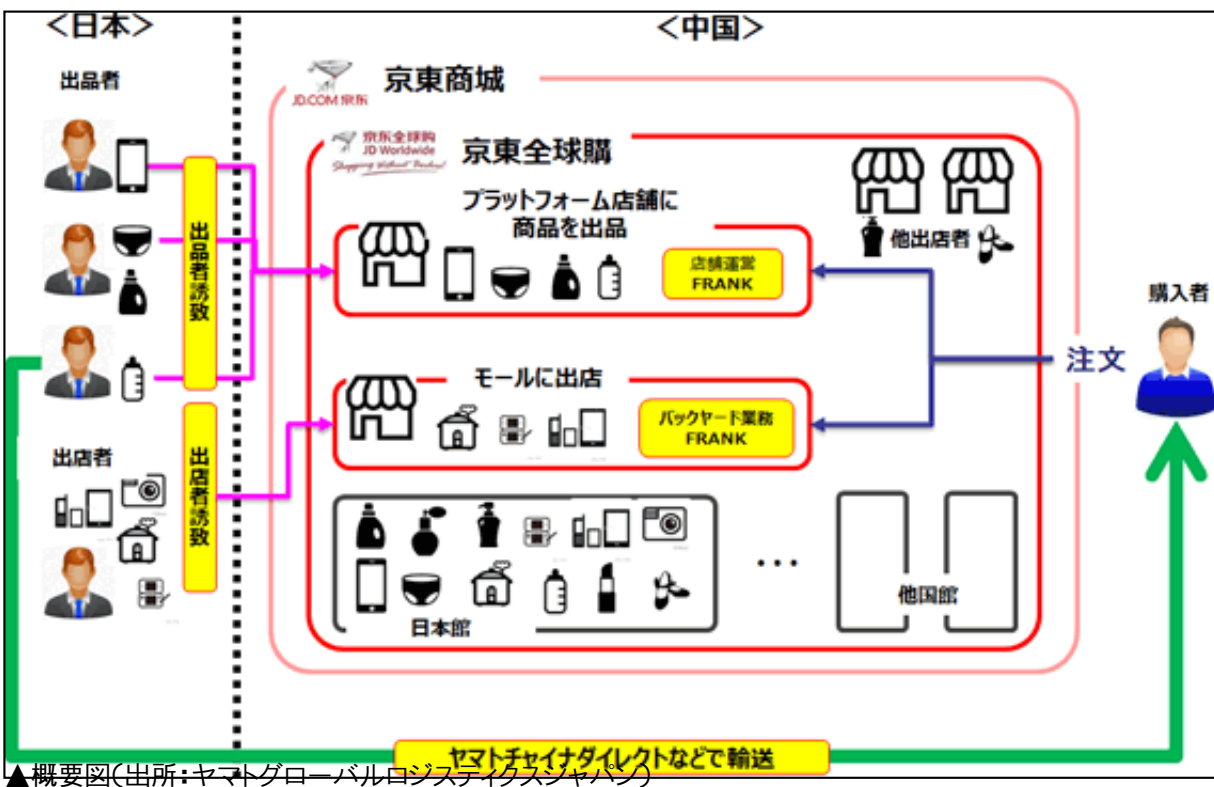 <日本>
<中国>
出品者
JD.COM 京东
京東商城
京东全球购
JD Worldwide
京東全球購
プラットフォーム店舗に
商品を出品
他出店者
出品者誘致
店舗運営
FRANK
購入者
注文
モールに出店
バックヤード業務
FRANK
出店者
出店者誘致
日本館
…
他国館
ヤマトチャイナダイレクトなどで輸送
▲概要図(出所:ヤマトグローバルロジスティクスジャパン)